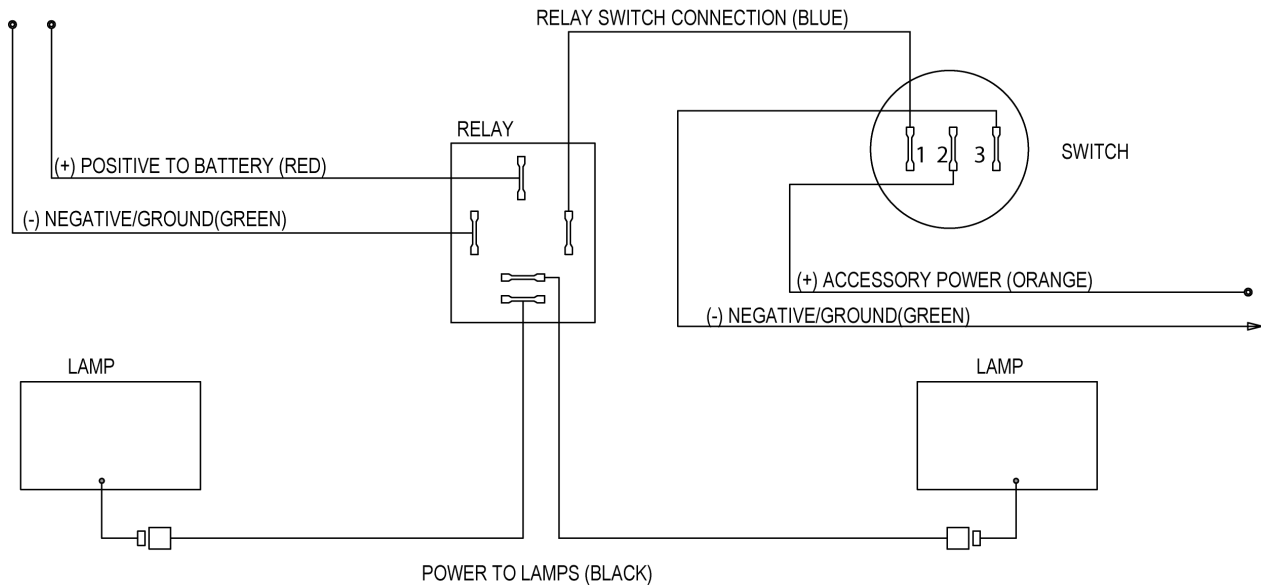 RELAY SWITCH CONNECTION (BLUE)
RELAY
1 2 3
SWITCH
(+) POSITIVE TO BATTERY (RED)
(-) NEGATIVE/GROUND(GREEN)
(+) ACCESSORY POWER (ORANGE)
(-) NEGATIVE/GROUND(GREEN)
LAMP
LAMP
POWER TO LAMPS (BLACK)